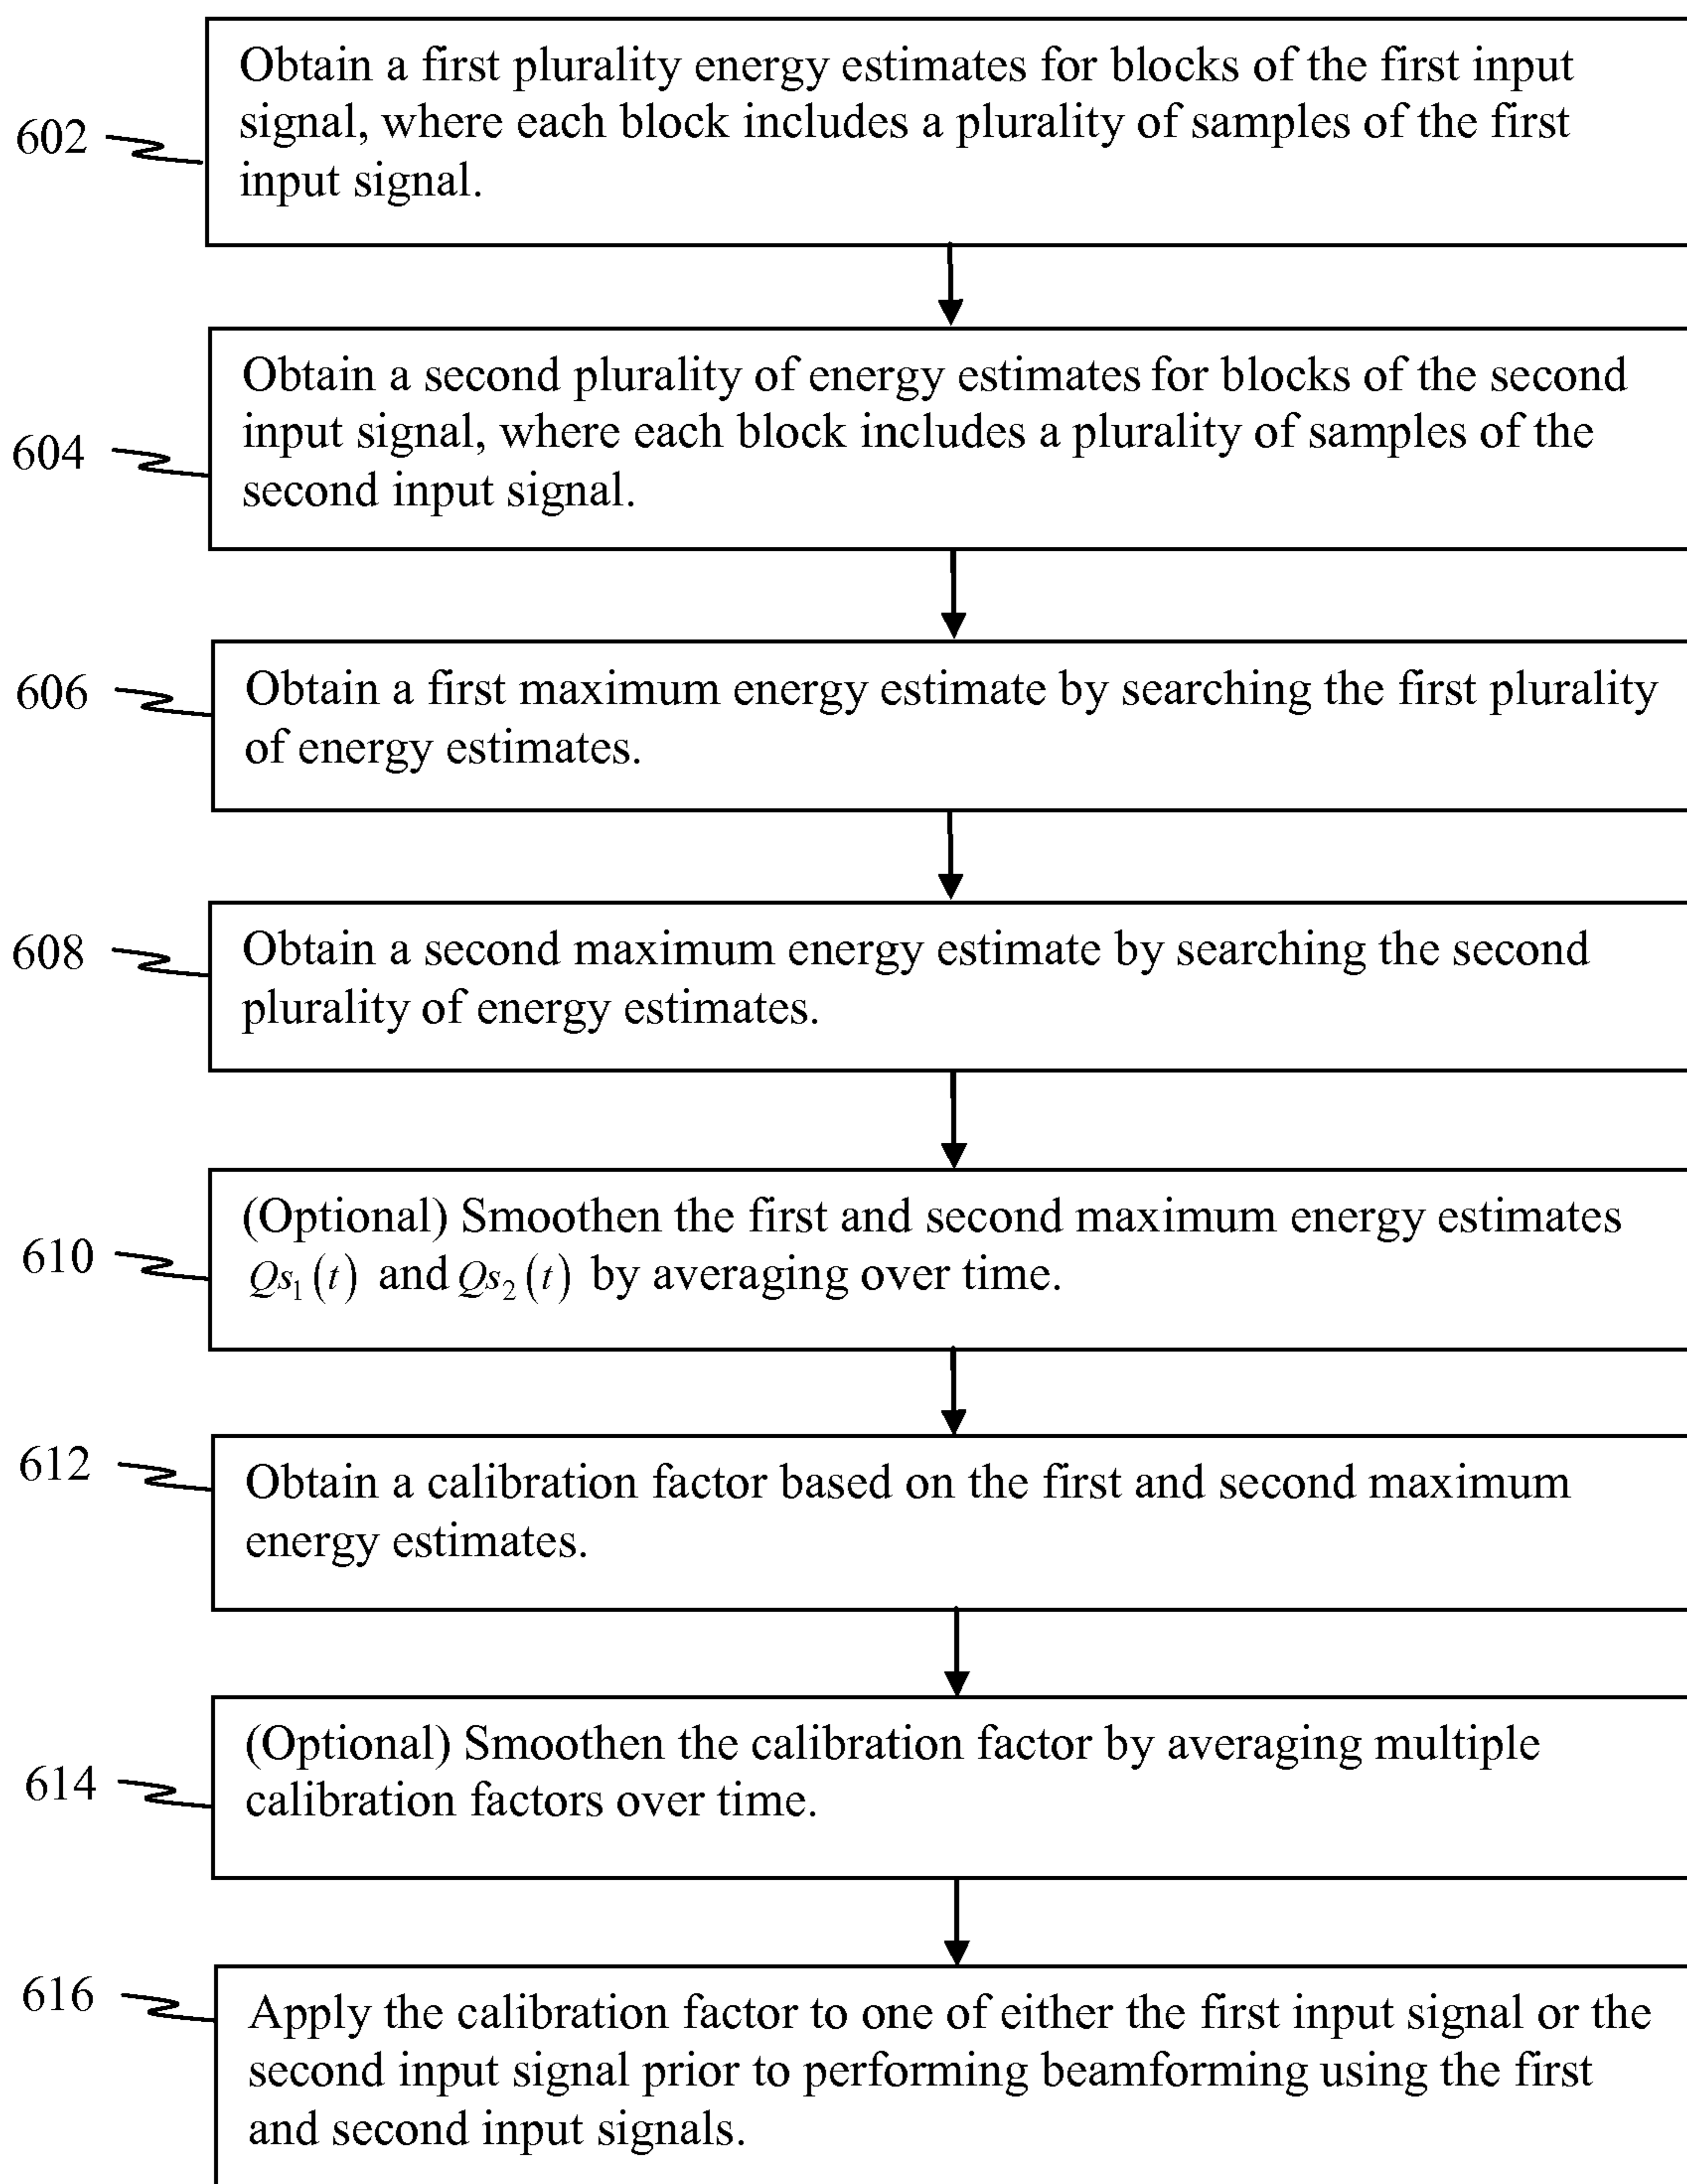 602
Obtain a first plurality energy estimates for blocks of the first input
signal, where each block includes a plurality of samples of the first
input signal.
604
Obtain a second plurality of energy estimates for blocks of the second
input signal, where each block includes a plurality of samples of the
second input signal.
606
Obtain a first maximum energy estimate by searching the first plurality
of energy estimates.
608
Obtain a second maximum energy estimate by searching the second
plurality of energy estimates.
610
(Optional) Smoothen the first and second maximum energy estimates
Qs₁(t) and Qs₂(t) by averaging over time.
612
Obtain a calibration factor based on the first and second maximum
energy estimates.
614
(Optional) Smoothen the calibration factor by averaging multiple
calibration factors over time.
616
Apply the calibration factor to one of either the first input signal or the
second input signal prior to performing beamforming using the first
and second input signals.